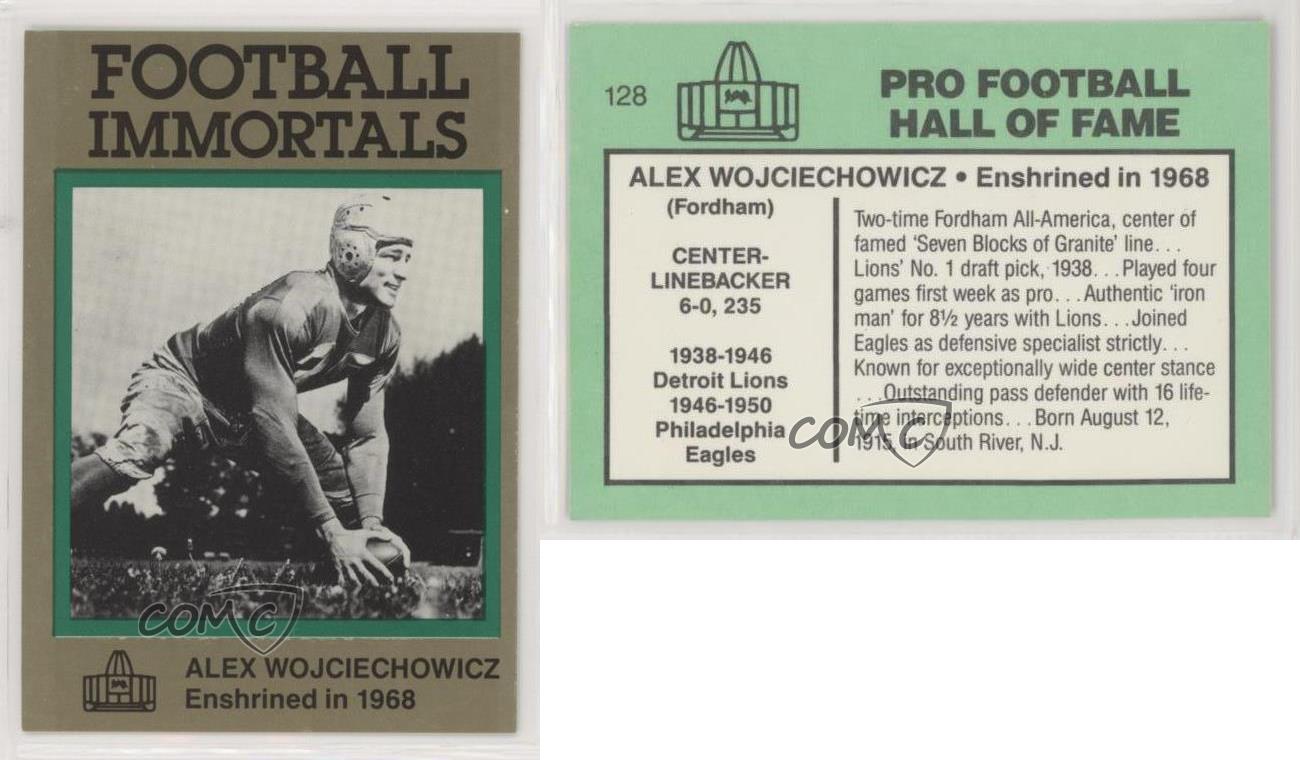 FOOTBALL
IMMORTALS
COMC
ALEX WOJCIECHOWICZ
Enshrined in 1968
128
PRO FOOTBALL
HALL OF FAME
ALEX WOJCIECHOWICZ • Enshrined in 1968
(Fordham)
CENTER-
LINEBACKER
6-0, 235
1938-1946
Detroit Lions
1946-1950
Philadelphia
Eagles
Two-time Fordham All-America, center of
famed 'Seven Blocks of Granite' line...
Lions' No. 1 draft pick, 1938...Played four
games first week as pro...Authentic 'iron
man' for 8½ years with Lions...Joined
Eagles as defensive specialist strictly...
Known for exceptionally wide center stance
...Outstanding pass defender with 16 life-
time interceptions...Born August 12,
1915, in South River, N.J.
COMC